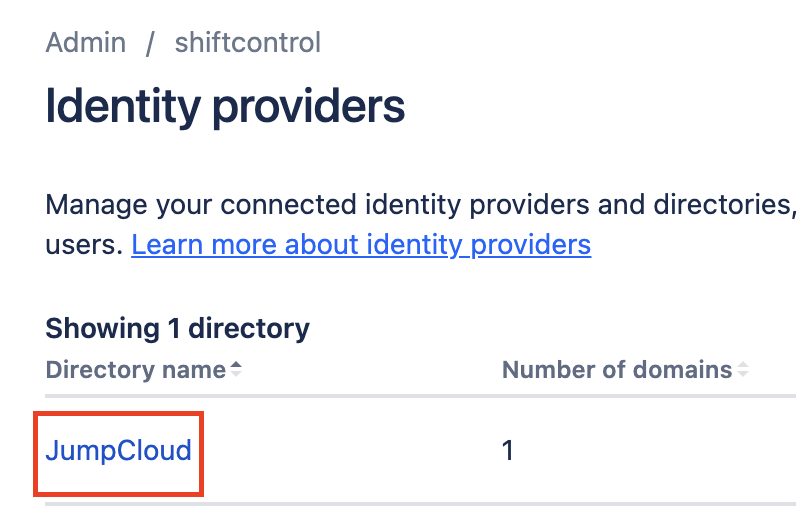 Admin / shiftcontrol
Identity providers
Manage your connected identity providers and directories,
users. Learn more about identity providers
Showing 1 directory
Directory name Number of domains
JumpCloud 1